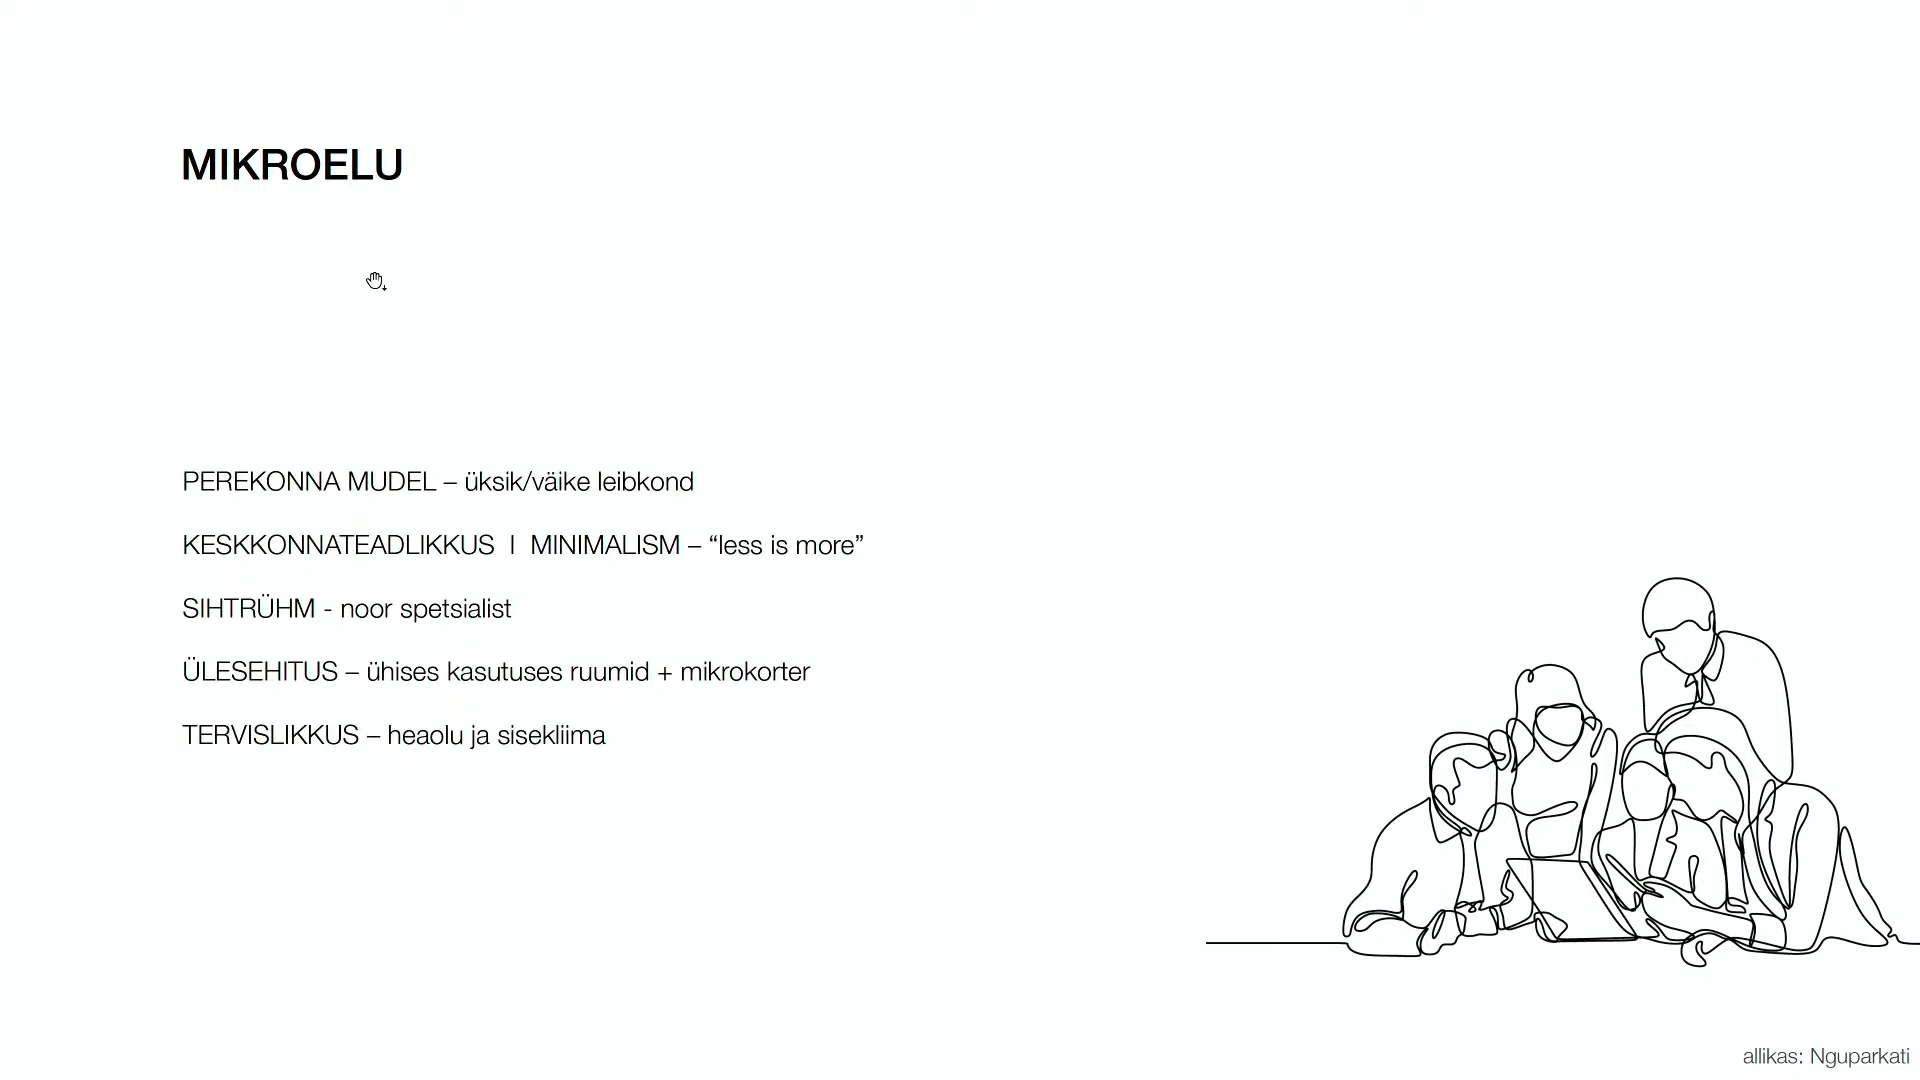 MIKROELU
PEREKONNA MUDEL – üksik/väike leibkond
KESKKONNATEADLIKKUS | MINIMALISM – “less is more”
SIHTRÜHM - noor spetsialist
ÜLESEHITUS – ühises kasutuses ruumid + mikrokorter
TERVISLIKKUS – heaolu ja sisekliima
allikas: Nguparkati